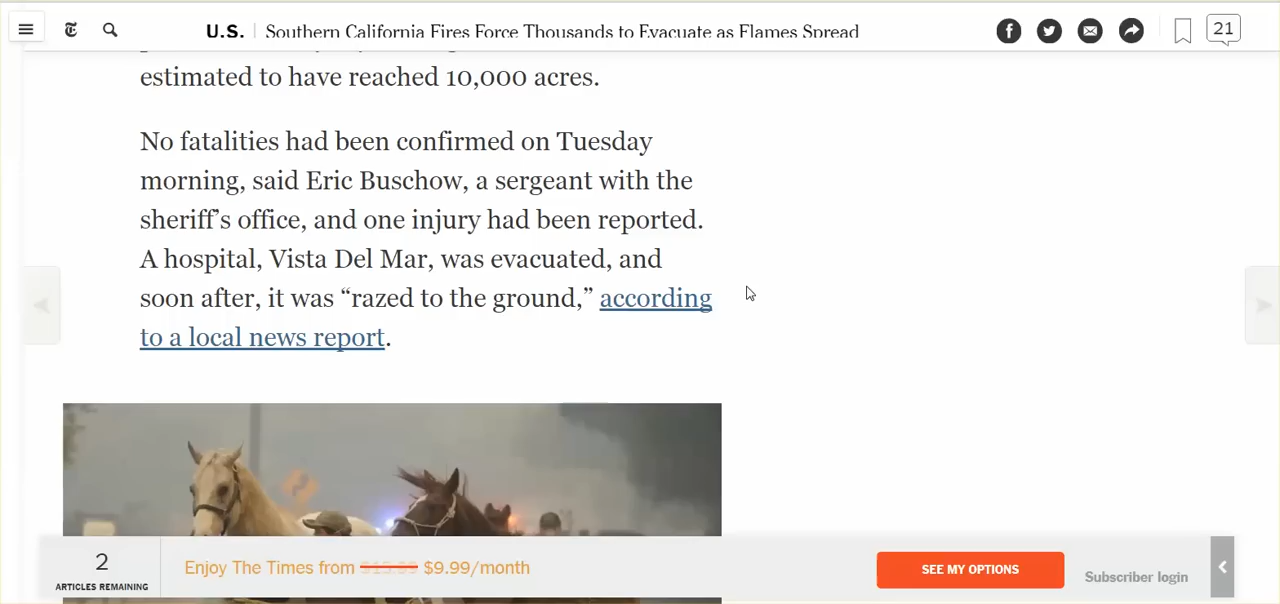 U.S. Southern California Fires Force Thousands to Evacuate as Flames Spread
21
estimated to have reached 10,000 acres.
No fatalities had been confirmed on Tuesday
morning, said Eric Buschow, a sergeant with the
sheriff's office, and one injury had been reported.
A hospital, Vista Del Mar, was evacuated, and
soon after, it was “razed to the ground,” according
to a local news report.
2
ARTICLES REMAINING
Enjoy The Times from $9.99/month
SEE MY OPTIONS
Subscriber login